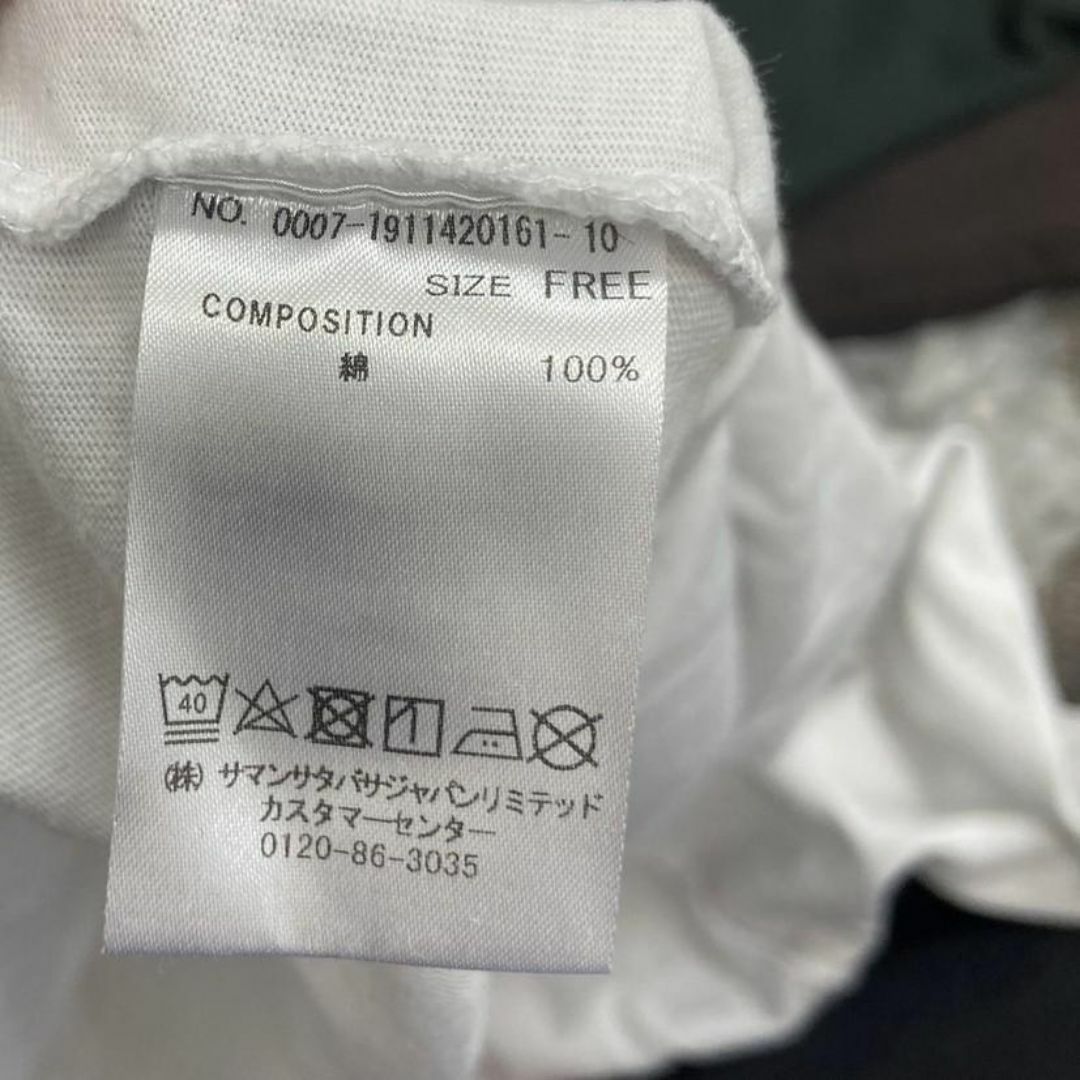 NO. 0007-1911420161-10
SIZE FREE
COMPOSITION
綿 100%
40
(株) サマンサタバサジャパンリミテッド
カスタマーセンター
0120-86-3035